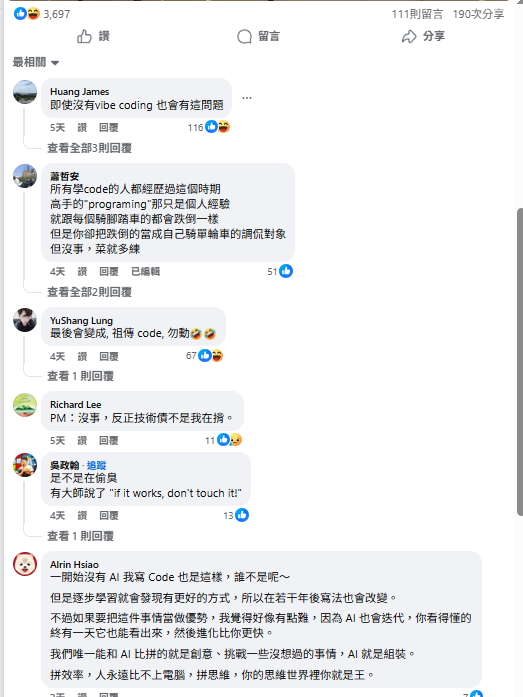 3,697
111則留言 190次分享
讚 留言 分享
最相關
Huang James
即使沒有vibe coding 也會有這問題
5天 讚 回覆 116
查看全部3則回覆
蕭哲安
所有學code的人都經歷過這個時期
高手的"programing"那只是個人經驗
就跟每個騎腳踏車的都會跌倒一樣
但是你卻把跌倒的當成自己騎單輪車的調侃對象
但沒事，菜就多練
4天 讚 回覆 已編輯 51
查看全部2則回覆
YuShang Lung
最後會變成, 祖傳 code, 勿動🤣🤣
4天 讚 回覆 67
查看 1 則回覆
Richard Lee
PM：沒事，反正技術債不是我在揹。
5天 讚 回覆 11
吳政翰 · 追蹤
是不是在偷臭
有大師說了 "if it works, don't touch it!"
4天 讚 回覆 13
查看 1 則回覆
Alrin Hsiao
一開始沒有 AI 我寫 Code 也是這樣，誰不是呢～
但是逐步學習就會發現有更好的方式，所以在若干年後寫法也會改變。
不過如果要把這件事情當做優勢，我覺得好像有點難，因為 AI 也會迭代，你看得懂的
終有一天它也能看出來，然後進化比你更快。
我們唯一能和 AI 比拼的就是創意、挑戰一些沒想過的事情，AI 就是組裝。
拼效率，人永遠比不上電腦，拼思維，你的思維世界裡你就是王。